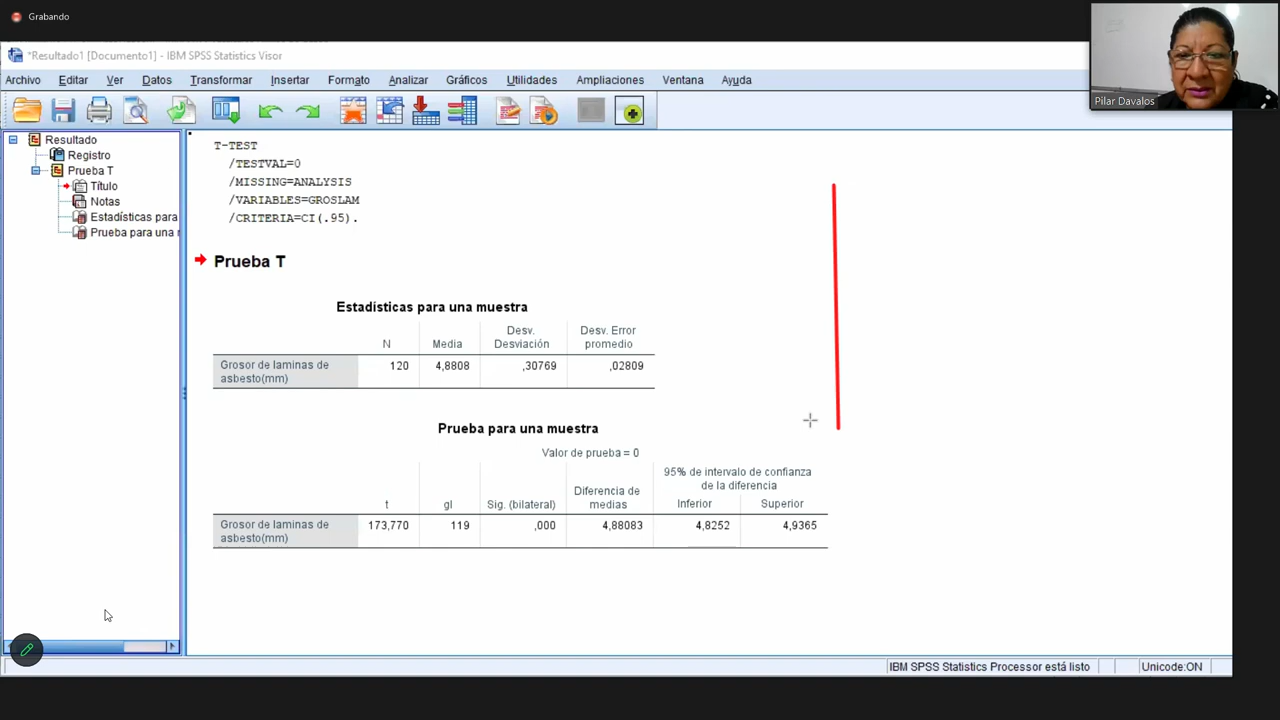 Grabando
*Resultado1 [Documento1] - IBM SPSS Statistics Visor
Archivo Editar Ver Datos Transformar Insertar Formato Analizar Gráficos Utilidades Ampliaciones Ventana Ayuda
Pilar Davalos
Resultado
Registro
Prueba T
Título
Notas
Estadísticas para
Prueba para una
T-TEST
/TESTVAL=0
/MISSING=ANALYSIS
/VARIABLES=GROSLAM
/CRITERIA=CI(.95).
Prueba T
Estadísticas para una muestra
N Media Desv. Desviación Desv. Error promedio
Grosor de laminas de asbesto(mm) 120 4,8808 ,30769 ,02809
Prueba para una muestra
Valor de prueba = 0
95% de intervalo de confianza de la diferencia
t gl Sig. (bilateral) Diferencia de medias Inferior Superior
Grosor de laminas de asbesto(mm) 173,770 119 ,000 4,88083 4,8252 4,9365
IBM SPSS Statistics Processor está listo Unicode:ON